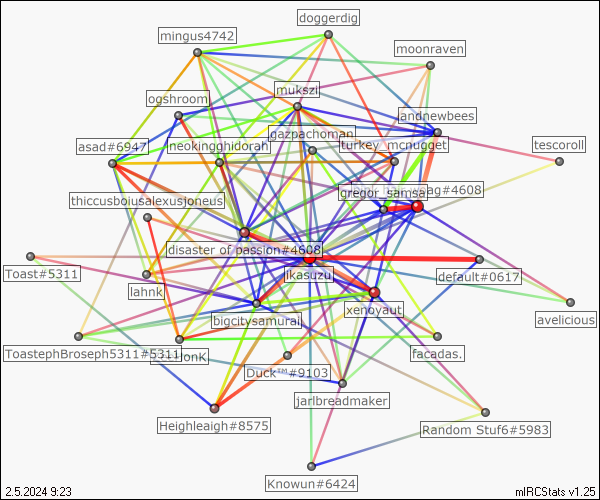 doggerdig
mingus4742
moonraven
mukszil
ogshroom
andnewbees
gazpachoman
asad#6947
neokingghidorah
turkey_mcnugget
tescoroll
gregor_samsa
ag#4608
thiccusboiusalexusjoneus
disaster of passion#4608
Toast#5311
lahnk
ikasuzu
default#0617
xenoyaut
avelicious
bigcitysamurai
ToastephBroseph5311#5311
onK
facadas.
Duck™#9103
jarlbreadmaker
Heighleaigh#8575
Random Stuf6#5983
Knowun#6424
2.5.2024 9:23
mIRCStats v1.25